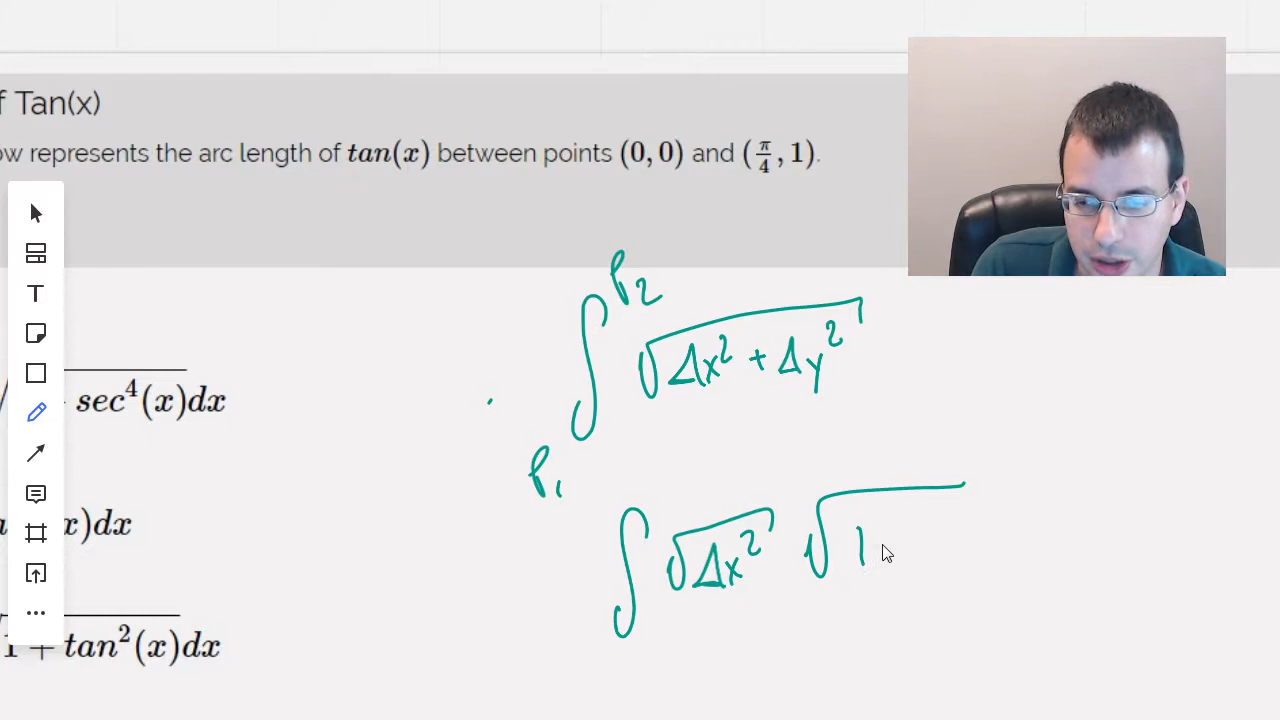 f Tan(x)
ow represents the arc length of tan(x) between points (0, 0) and (π/4, 1).
sec⁴(x)dx
x)dx
1 + tan²(x)dx
T
∫ P₁ P₂ √(Δx² + Δy²)
∫ √(Δx²) √(1